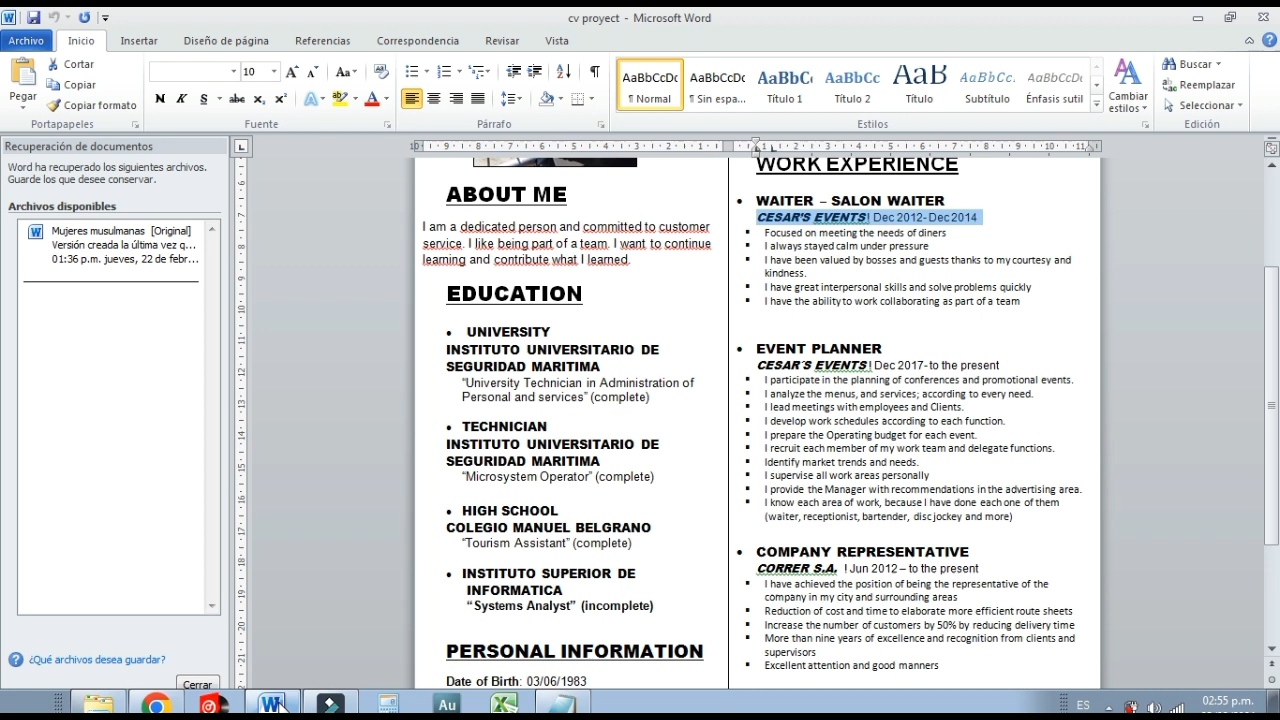 cv proyect - Microsoft Word
Archivo Inicio Insertar Diseño de página Referencias Correspondencia Revisar Vista
Pegar
Cortar
Copiar
Copiar formato
Portapapeles
10
Fuente
Párrafo
AaBbCcDc AaBbCcDc AaBbC AaBbCc AaB AaBbCc. AaBbCcDc
¶ Normal ¶ Sin espa... Título 1 Título 2 Título Subtítulo Énfasis sutil
Cambiar estilos
Estilos
Buscar
Reemplazar
Seleccionar
Edición
Recuperación de documentos
Word ha recuperado los siguientes archivos.
Guarde los que desee conservar.
Archivos disponibles
Mujeres musulmanas [Original]
Versión creada la última vez q...
01:36 p.m. jueves, 22 de febr...
¿Qué archivos desea guardar?
Cerrar
ABOUT ME
I am a dedicated person and committed to customer
service. I like being part of a team. I want to continue
learning and contribute what I learned.
EDUCATION
• UNIVERSITY
INSTITUTO UNIVERSITARIO DE
SEGURIDAD MARITIMA
“University Technician in Administration of
Personal and services” (complete)
• TECHNICIAN
INSTITUTO UNIVERSITARIO DE
SEGURIDAD MARITIMA
“Microsystem Operator” (complete)
• HIGH SCHOOL
COLEGIO MANUEL BELGRANO
“Tourism Assistant” (complete)
• INSTITUTO SUPERIOR DE
INFORMATICA
“Systems Analyst” (incomplete)
PERSONAL INFORMATION
Date of Birth: 03/06/1983
WORK EXPERIENCE
• WAITER – SALON WAITER
CESAR'S EVENTS! Dec 2012- Dec 2014
Focused on meeting the needs of diners
I always stayed calm under pressure
I have been valued by bosses and guests thanks to my courtesy and
kindness.
I have great interpersonal skills and solve problems quickly
I have the ability to work collaborating as part of a team
• EVENT PLANNER
CESAR´S EVENTS! Dec 2017- to the present
I participate in the planning of conferences and promotional events.
I analyze the menus, and services; according to every need.
I lead meetings with employees and Clients.
I develop work schedules according to each function.
I prepare the Operating budget for each event.
I recruit each member of my work team and delegate functions.
Identify market trends and needs.
I supervise all work areas personally
I provide the Manager with recommendations in the advertising area.
I know each area of work, because I have done each one of them
(waiter, receptionist, bartender, disc jockey and more)
• COMPANY REPRESENTATIVE
CORRER S.A. ! Jun 2012 – to the present
I have achieved the position of being the representative of the
company in my city and surrounding areas
Reduction of cost and time to elaborate more efficient route sheets
Increase the number of customers by 50% by reducing delivery time
More than nine years of excellence and recognition from clients and
supervisors
Excellent attention and good manners
ES
02:55 p.m.